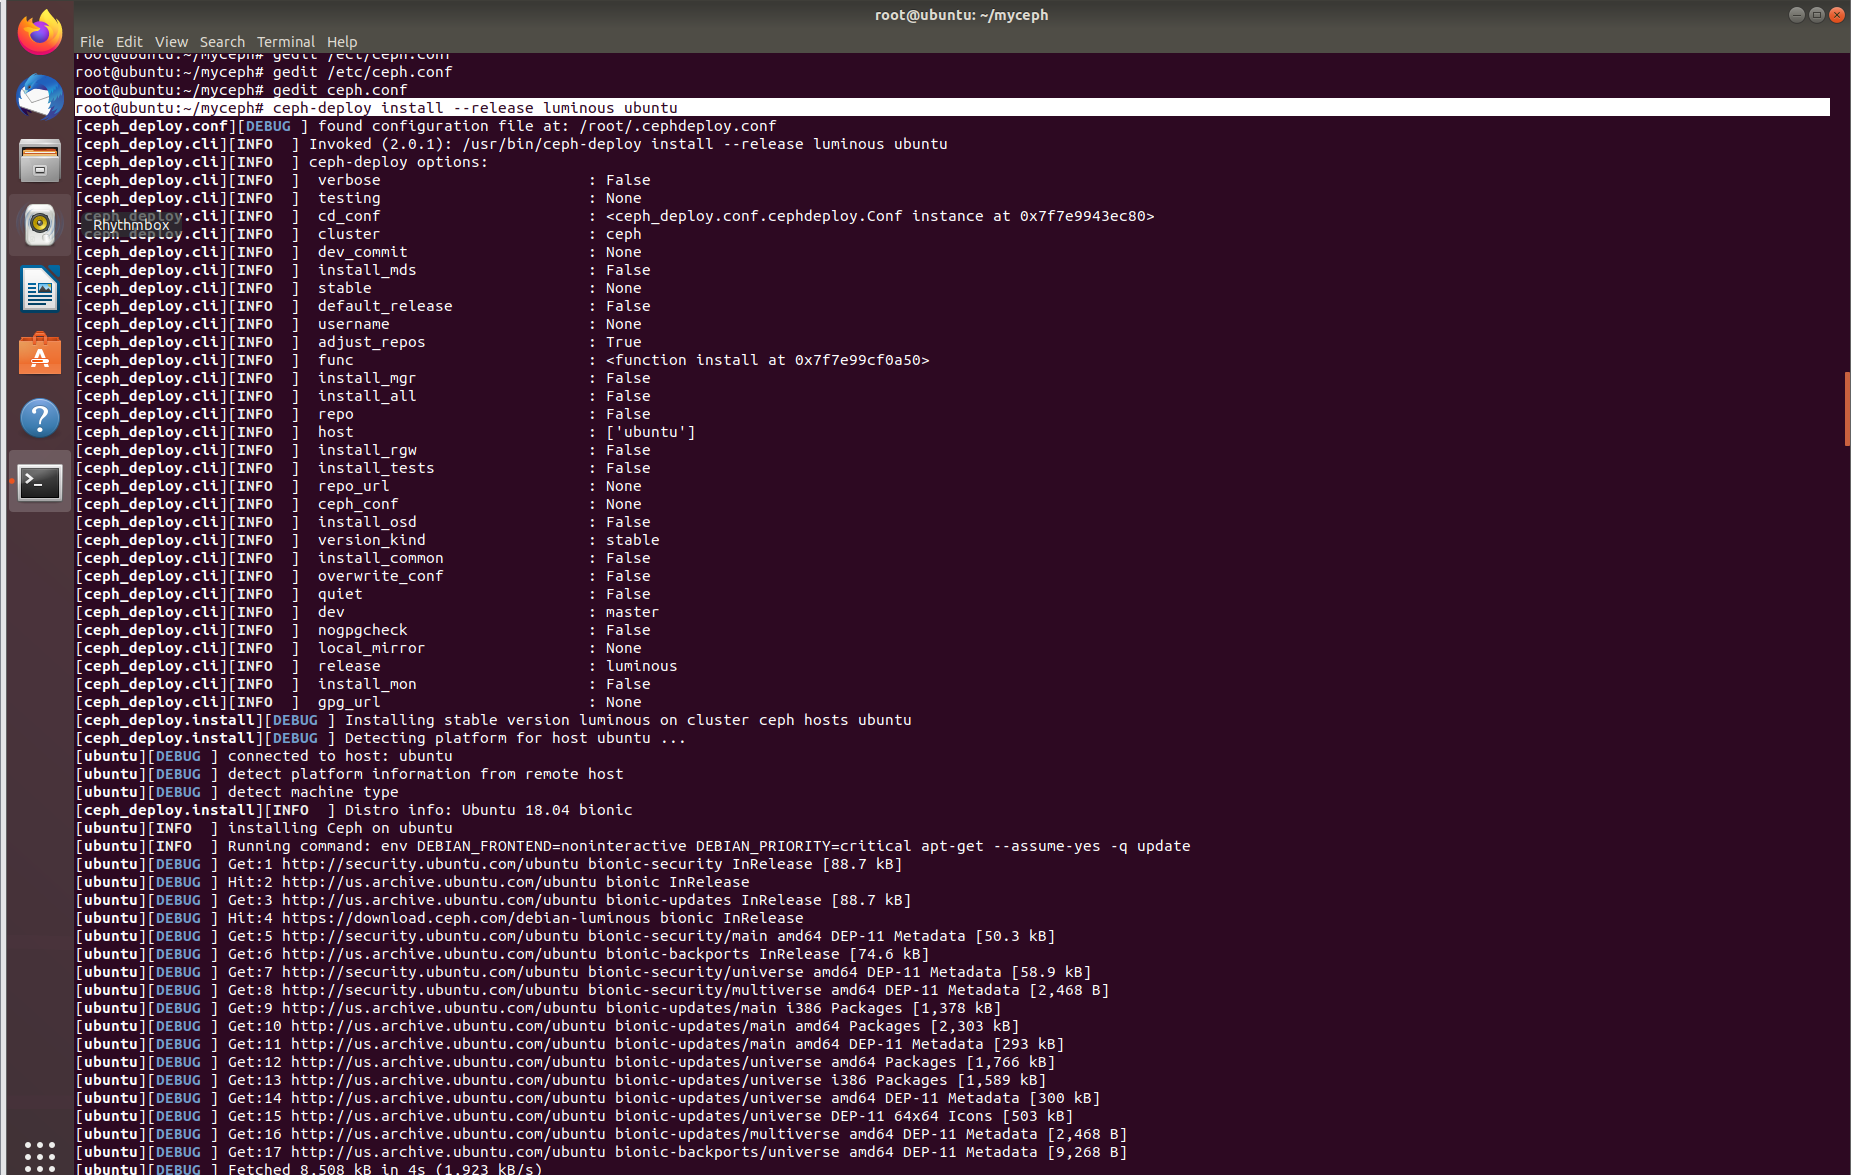 root@ubuntu: ~/myceph
File Edit View Search Terminal Help
root@ubuntu:~/myceph# gedit /ect/ceph.conf
root@ubuntu:~/myceph# gedit /etc/ceph.conf
root@ubuntu:~/myceph# gedit ceph.conf
root@ubuntu:~/myceph# ceph-deploy install --release luminous ubuntu
[ceph_deploy.conf][DEBUG ] found configuration file at: /root/.cephdeploy.conf
[ceph_deploy.cli][INFO  ] Invoked (2.0.1): /usr/bin/ceph-deploy install --release luminous ubuntu
[ceph_deploy.cli][INFO  ] ceph-deploy options:
[ceph_deploy.cli][INFO  ]  verbose                       : False
[ceph_deploy.cli][INFO  ]  testing                       : None
[ceph_deploy.cli][INFO  ]  cd_conf                       : <ceph_deploy.conf.cephdeploy.Conf instance at 0x7f7e9943ec80>
Rhythmbox
[ceph_deploy.cli][INFO  ]  cluster                       : ceph
[ceph_deploy.cli][INFO  ]  dev_commit                    : None
[ceph_deploy.cli][INFO  ]  install_mds                   : False
[ceph_deploy.cli][INFO  ]  stable                        : None
[ceph_deploy.cli][INFO  ]  default_release               : False
[ceph_deploy.cli][INFO  ]  username                      : None
[ceph_deploy.cli][INFO  ]  adjust_repos                  : True
[ceph_deploy.cli][INFO  ]  func                          : <function install at 0x7f7e99cf0a50>
[ceph_deploy.cli][INFO  ]  install_mgr                   : False
[ceph_deploy.cli][INFO  ]  install_all                   : False
[ceph_deploy.cli][INFO  ]  repo                          : False
[ceph_deploy.cli][INFO  ]  host                          : ['ubuntu']
[ceph_deploy.cli][INFO  ]  install_rgw                   : False
[ceph_deploy.cli][INFO  ]  install_tests                 : False
[ceph_deploy.cli][INFO  ]  repo_url                      : None
[ceph_deploy.cli][INFO  ]  ceph_conf                     : None
[ceph_deploy.cli][INFO  ]  install_osd                   : False
[ceph_deploy.cli][INFO  ]  version_kind                  : stable
[ceph_deploy.cli][INFO  ]  install_common                : False
[ceph_deploy.cli][INFO  ]  overwrite_conf                : False
[ceph_deploy.cli][INFO  ]  quiet                         : False
[ceph_deploy.cli][INFO  ]  dev                           : master
[ceph_deploy.cli][INFO  ]  nogpgcheck                    : False
[ceph_deploy.cli][INFO  ]  local_mirror                  : None
[ceph_deploy.cli][INFO  ]  release                       : luminous
[ceph_deploy.cli][INFO  ]  install_mon                   : False
[ceph_deploy.cli][INFO  ]  gpg_url                       : None
[ceph_deploy.install][DEBUG ] Installing stable version luminous on cluster ceph hosts ubuntu
[ceph_deploy.install][DEBUG ] Detecting platform for host ubuntu ...
[ubuntu][DEBUG ] connected to host: ubuntu
[ubuntu][DEBUG ] detect platform information from remote host
[ubuntu][DEBUG ] detect machine type
[ceph_deploy.install][INFO  ] Distro info: Ubuntu 18.04 bionic
[ubuntu][INFO  ] installing Ceph on ubuntu
[ubuntu][INFO  ] Running command: env DEBIAN_FRONTEND=noninteractive DEBIAN_PRIORITY=critical apt-get --assume-yes -q update
[ubuntu][DEBUG ] Get:1 http://security.ubuntu.com/ubuntu bionic-security InRelease [88.7 kB]
[ubuntu][DEBUG ] Hit:2 http://us.archive.ubuntu.com/ubuntu bionic InRelease
[ubuntu][DEBUG ] Get:3 http://us.archive.ubuntu.com/ubuntu bionic-updates InRelease [88.7 kB]
[ubuntu][DEBUG ] Hit:4 https://download.ceph.com/debian-luminous bionic InRelease
[ubuntu][DEBUG ] Get:5 http://security.ubuntu.com/ubuntu bionic-security/main amd64 DEP-11 Metadata [50.3 kB]
[ubuntu][DEBUG ] Get:6 http://us.archive.ubuntu.com/ubuntu bionic-backports InRelease [74.6 kB]
[ubuntu][DEBUG ] Get:7 http://security.ubuntu.com/ubuntu bionic-security/universe amd64 DEP-11 Metadata [58.9 kB]
[ubuntu][DEBUG ] Get:8 http://security.ubuntu.com/ubuntu bionic-security/multiverse amd64 DEP-11 Metadata [2,468 B]
[ubuntu][DEBUG ] Get:9 http://us.archive.ubuntu.com/ubuntu bionic-updates/main i386 Packages [1,378 kB]
[ubuntu][DEBUG ] Get:10 http://us.archive.ubuntu.com/ubuntu bionic-updates/main amd64 Packages [2,303 kB]
[ubuntu][DEBUG ] Get:11 http://us.archive.ubuntu.com/ubuntu bionic-updates/main amd64 DEP-11 Metadata [293 kB]
[ubuntu][DEBUG ] Get:12 http://us.archive.ubuntu.com/ubuntu bionic-updates/universe amd64 Packages [1,766 kB]
[ubuntu][DEBUG ] Get:13 http://us.archive.ubuntu.com/ubuntu bionic-updates/universe i386 Packages [1,589 kB]
[ubuntu][DEBUG ] Get:14 http://us.archive.ubuntu.com/ubuntu bionic-updates/universe amd64 DEP-11 Metadata [300 kB]
[ubuntu][DEBUG ] Get:15 http://us.archive.ubuntu.com/ubuntu bionic-updates/universe DEP-11 64x64 Icons [503 kB]
[ubuntu][DEBUG ] Get:16 http://us.archive.ubuntu.com/ubuntu bionic-updates/multiverse amd64 DEP-11 Metadata [2,468 B]
[ubuntu][DEBUG ] Get:17 http://us.archive.ubuntu.com/ubuntu bionic-backports/universe amd64 DEP-11 Metadata [9,268 B]
[ubuntu][DEBUG ] Fetched 8,508 kB in 4s (1,923 kB/s)